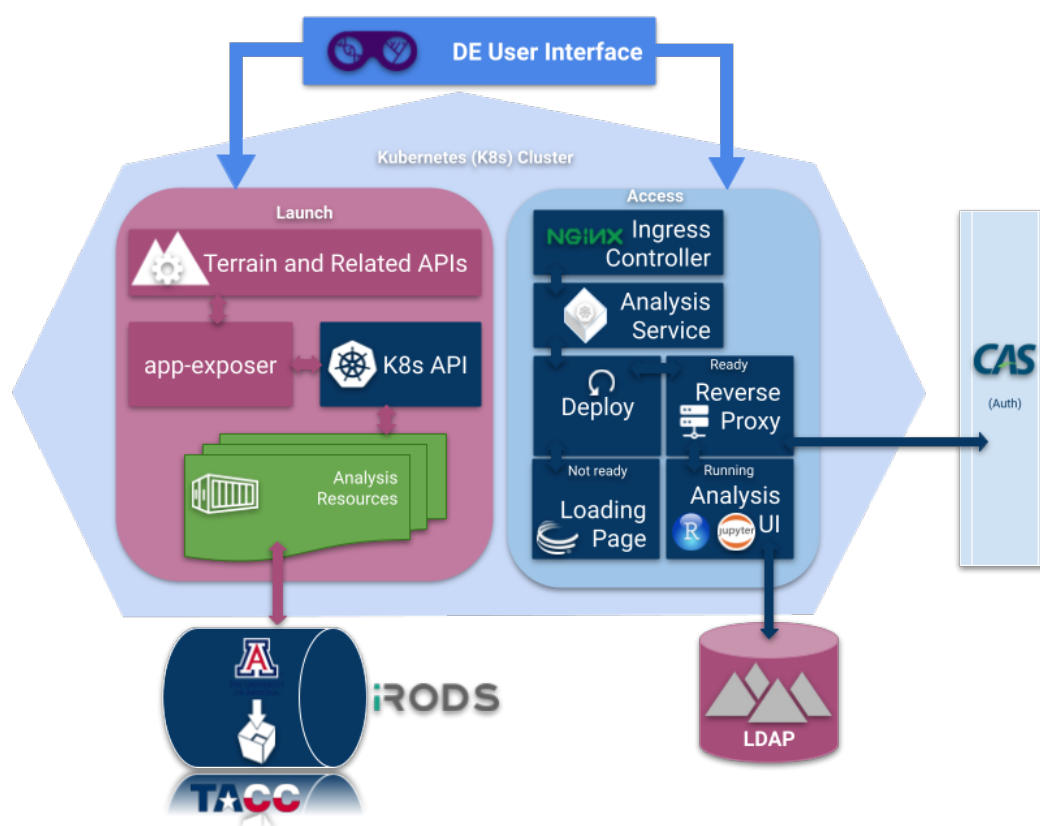 DE User Interface
Kubernetes (K8s) Cluster
Launch
Terrain and Related APIs
app-exposer
K8s API
Analysis
Resources
Access
NGINX Ingress
Controller
Analysis
Service
Deploy
Ready
Reverse
Proxy
Not ready
Loading
Page
Running
Analysis
UI
R
jupyter
CAS
(Auth)
A
iRODS
TACC
LDAP